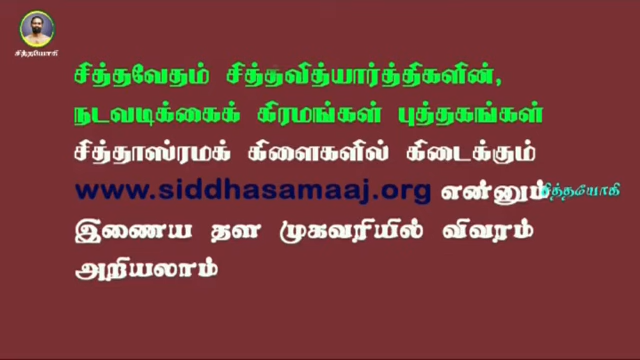 சித்தயோகி
சித்தவேதம் சித்தவித்யார்த்திகளின்,
நடவடிக்கைக் கிரமங்கள் புத்தகங்கள்
சித்தாஸ்ரமக் கிளைகளில் கிடைக்கும்
www.siddhasamaaj.org என்னும் சித்தயோகி
இணைய தள முகவரியில் விவரம்
அறியலாம்